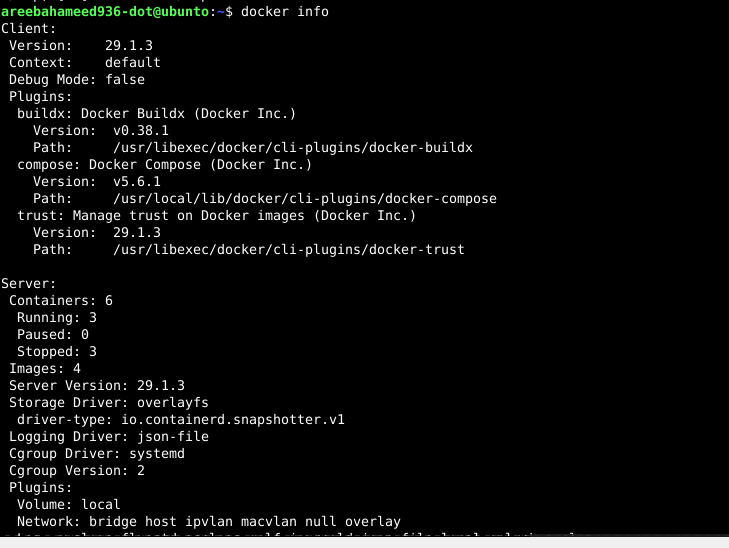 areebahameed936-dot@ubunto:~$ docker info
Client:
 Version:    29.1.3
 Context:    default
 Debug Mode: false
 Plugins:
  buildx: Docker Buildx (Docker Inc.)
    Version:  v0.38.1
    Path:     /usr/libexec/docker/cli-plugins/docker-buildx
  compose: Docker Compose (Docker Inc.)
    Version:  v5.6.1
    Path:     /usr/local/lib/docker/cli-plugins/docker-compose
  trust: Manage trust on Docker images (Docker Inc.)
    Version:  29.1.3
    Path:     /usr/libexec/docker/cli-plugins/docker-trust

Server:
 Containers: 6
  Running: 3
  Paused: 0
  Stopped: 3
 Images: 4
 Server Version: 29.1.3
 Storage Driver: overlayfs
  driver-type: io.containerd.snapshotter.v1
 Logging Driver: json-file
 Cgroup Driver: systemd
 Cgroup Version: 2
 Plugins:
  Volume: local
  Network: bridge host ipvlan macvlan null overlay